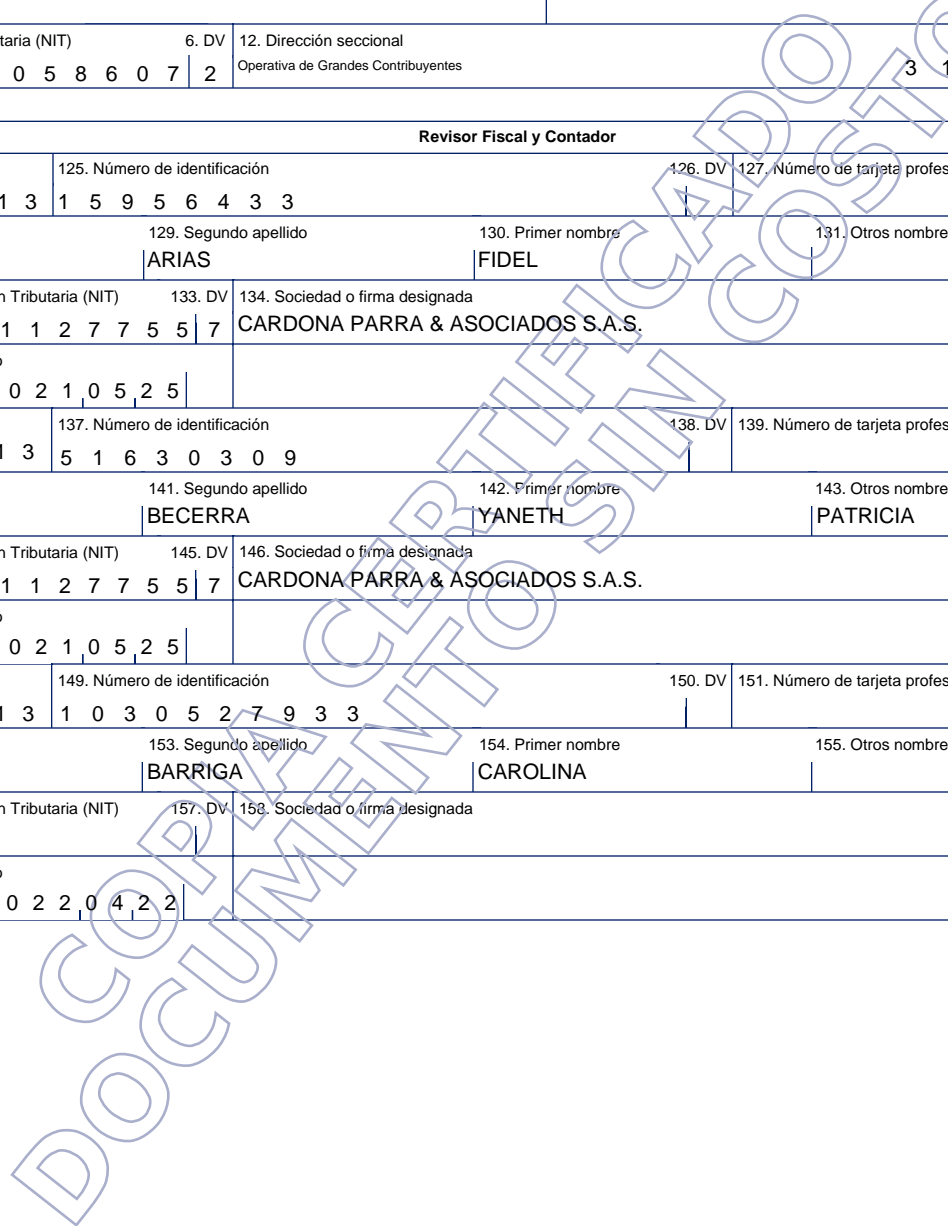 taria (NIT) 6. DV 12. Dirección seccional
0 5 8 6 0 7 2 Operativa de Grandes Contribuyentes 3 1
Revisor Fiscal y Contador
125. Número de identificación 126. DV 127. Número de tarjeta profes
1 3 1 5 9 5 6 4 3 3
129. Segundo apellido 130. Primer nombre 131. Otros nombre
ARIAS FIDEL
n Tributaria (NIT) 133. DV 134. Sociedad o firma designada
1 1 2 7 7 5 5 7 CARDONA PARRA & ASOCIADOS S.A.S.
o
0 2 1 0 5 2 5
137. Número de identificación 138. DV 139. Número de tarjeta profes
1 3 5 1 6 3 0 3 0 9
141. Segundo apellido 142. Primer nombre 143. Otros nombre
BECERRA YANETH PATRICIA
n Tributaria (NIT) 145. DV 146. Sociedad o firma designada
1 1 2 7 7 5 5 7 CARDONA PARRA & ASOCIADOS S.A.S.
o
0 2 1 0 5 2 5
149. Número de identificación 150. DV 151. Número de tarjeta profes
1 3 1 0 3 0 5 2 7 9 3 3
153. Segundo apellido 154. Primer nombre 155. Otros nombre
BARRIGA CAROLINA
n Tributaria (NIT) 157. DV 158. Sociedad o firma designada
o
0 2 2 0 4 2 2
COPIA CERTIFICADO
DOCUMENTO SIN COSTO